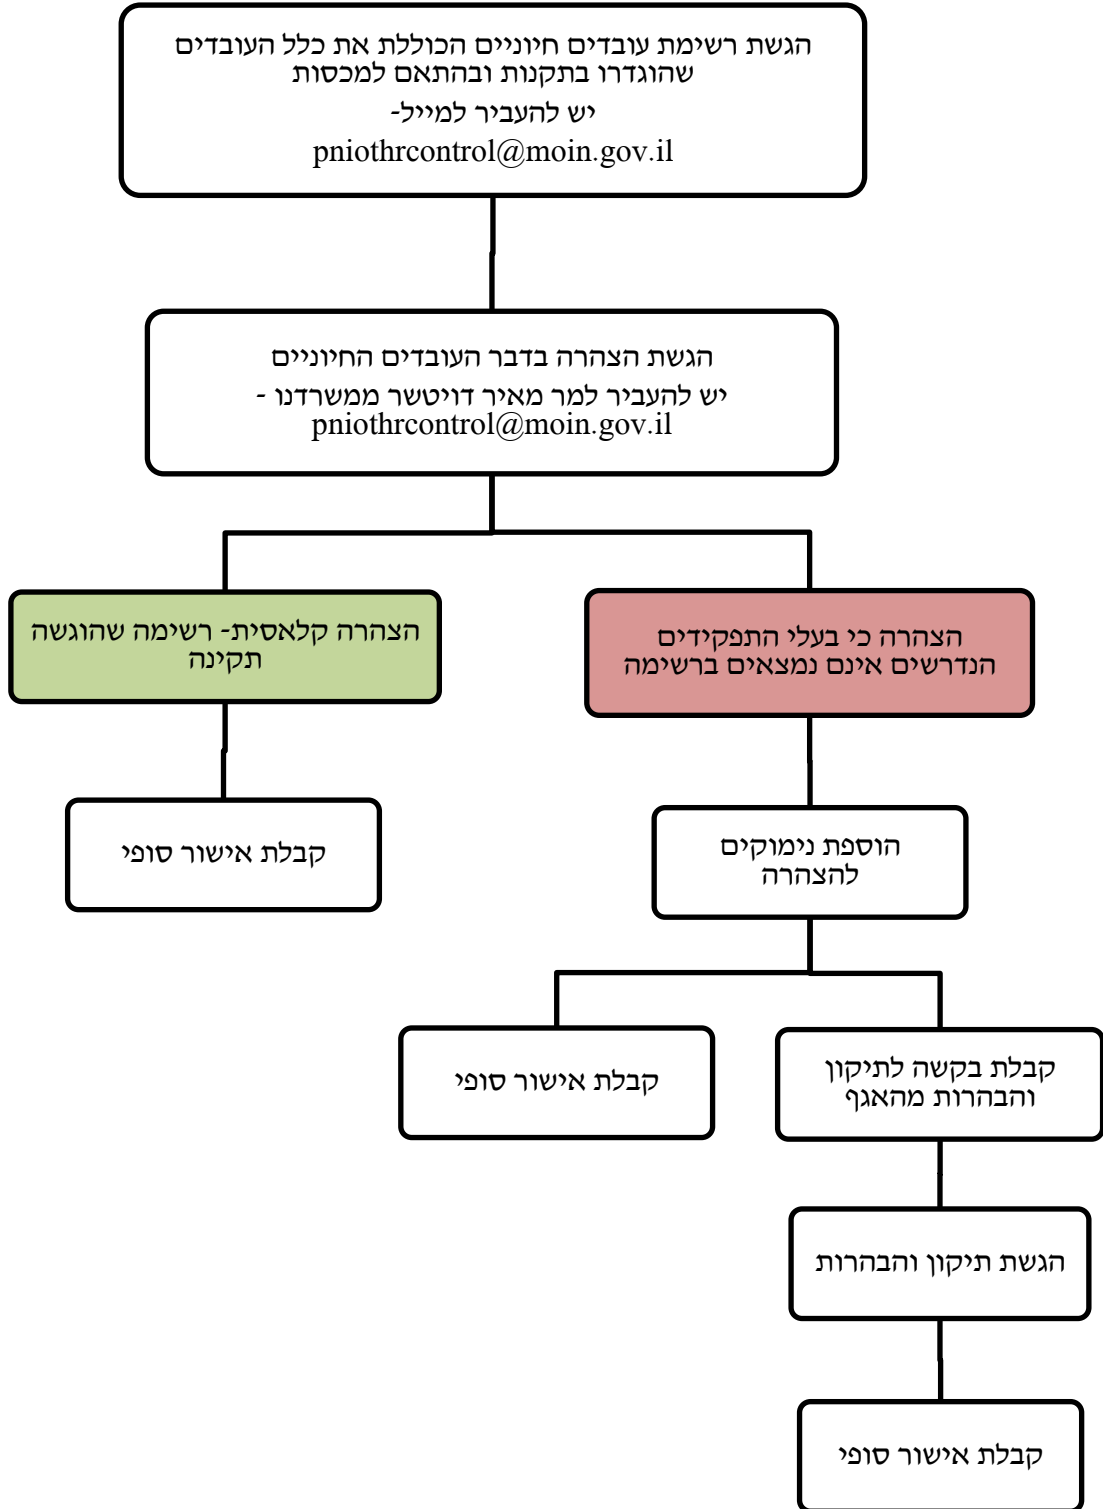 הגשת רשימת עובדים חיוניים הכוללת את כלל העובדים
שהוגדרו בתקנות ובהתאם למכסות
יש להעביר למייל-
pniothrcontrol@moin.gov.il
הגשת הצהרה בדבר העובדים החיוניים
יש להעביר למר מאיר דויטשר ממשרדנו -
pniothrcontrol@moin.gov.il
הצהרה כי בעלי התפקידים
הנדרשים אינם נמצאים ברשימה
הצהרה קלאסית- רשימה שהוגשה
תקינה
הוספת נימוקים
להצהרה
קבלת אישור סופי
קבלת בקשה לתיקון
והבהרות מהאגף
קבלת אישור סופי
הגשת תיקון והבהרות
קבלת אישור סופי